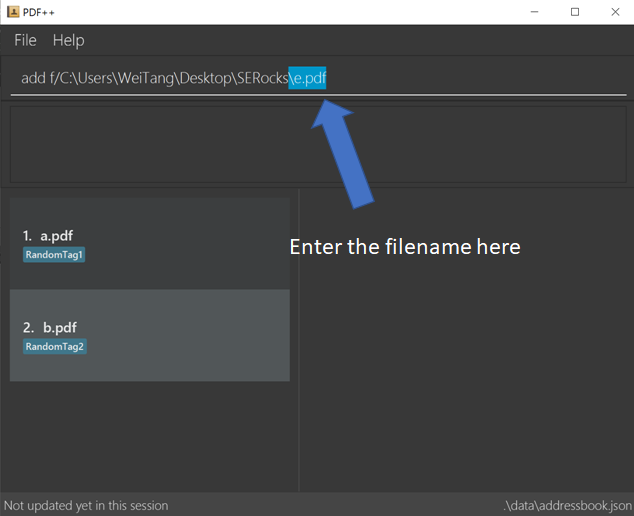 PDF++
File Help
add f/C:\Users\WeiTang\Desktop\SERocks\e.pdf
Enter the filename here
1. a.pdf
RandomTag1
2. b.pdf
RandomTag2
Not updated yet in this session
.\data\addressbook.json